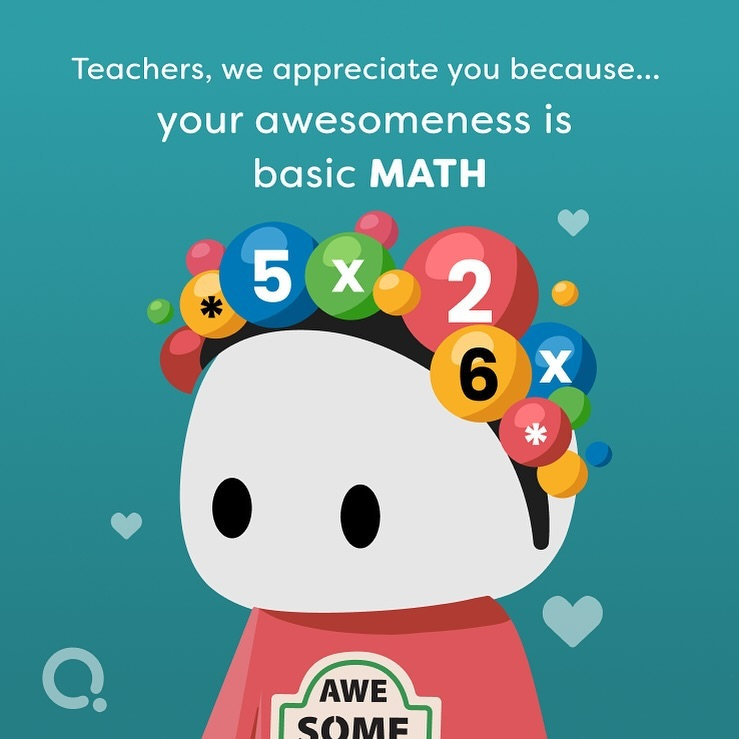 Teachers, we appreciate you because...
your awesomeness is
basic MATH
* 5 x 2
6 x
*
AWE
SOME